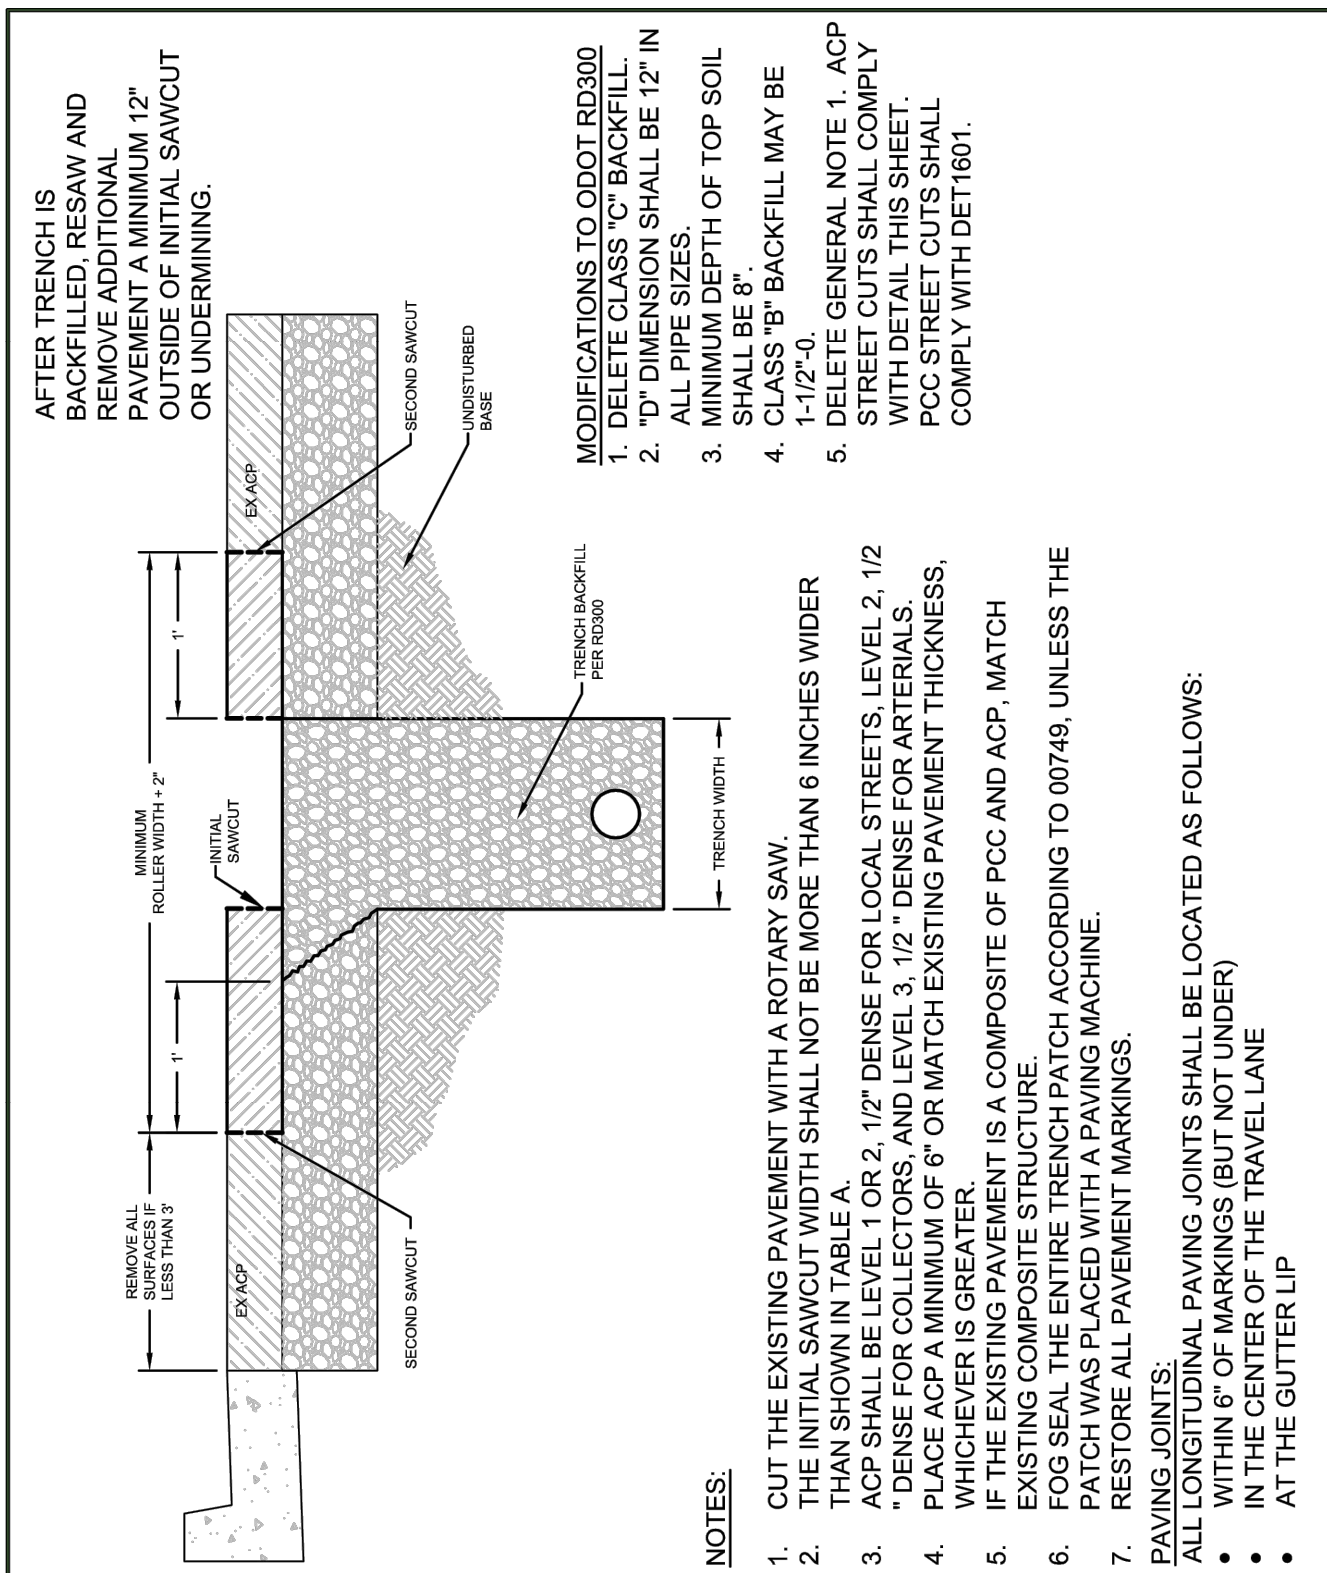 AFTER TRENCH IS
BACKFILLED, RESAW AND
REMOVE ADDITIONAL
PAVEMENT A MINIMUM 12"
OUTSIDE OF INITIAL SAWCUT
OR UNDERMINING.
REMOVE ALL
SURFACES IF
LESS THAN 3'
MINIMUM
ROLLER WIDTH + 2"
1'
1'
INITIAL
SAWCUT
EX ACP
EX ACP
SECOND SAWCUT
SECOND SAWCUT
UNDISTURBED
BASE
TRENCH BACKFILL
PER RD300
TRENCH WIDTH
MODIFICATIONS TO ODOT RD300
1. DELETE CLASS "C" BACKFILL.
2. "D" DIMENSION SHALL BE 12" IN
ALL PIPE SIZES.
3. MINIMUM DEPTH OF TOP SOIL
SHALL BE 8".
4. CLASS "B" BACKFILL MAY BE
1-1/2"-0.
5. DELETE GENERAL NOTE 1. ACP
STREET CUTS SHALL COMPLY
WITH DETAIL THIS SHEET.
PCC STREET CUTS SHALL
COMPLY WITH DET1601.
NOTES:
1. CUT THE EXISTING PAVEMENT WITH A ROTARY SAW.
2. THE INITIAL SAWCUT WIDTH SHALL NOT BE MORE THAN 6 INCHES WIDER
THAN SHOWN IN TABLE A.
3. ACP SHALL BE LEVEL 1 OR 2, 1/2" DENSE FOR LOCAL STREETS, LEVEL 2, 1/2
" DENSE FOR COLLECTORS, AND LEVEL 3, 1/2 " DENSE FOR ARTERIALS.
4. PLACE ACP A MINIMUM OF 6" OR MATCH EXISTING PAVEMENT THICKNESS,
WHICHEVER IS GREATER.
5. IF THE EXISTING PAVEMENT IS A COMPOSITE OF PCC AND ACP, MATCH
EXISTING COMPOSITE STRUCTURE.
6. FOG SEAL THE ENTIRE TRENCH PATCH ACCORDING TO 00749, UNLESS THE
PATCH WAS PLACED WITH A PAVING MACHINE.
7. RESTORE ALL PAVEMENT MARKINGS.
PAVING JOINTS:
ALL LONGITUDINAL PAVING JOINTS SHALL BE LOCATED AS FOLLOWS:
• WITHIN 6" OF MARKINGS (BUT NOT UNDER)
• IN THE CENTER OF THE TRAVEL LANE
• AT THE GUTTER LIP